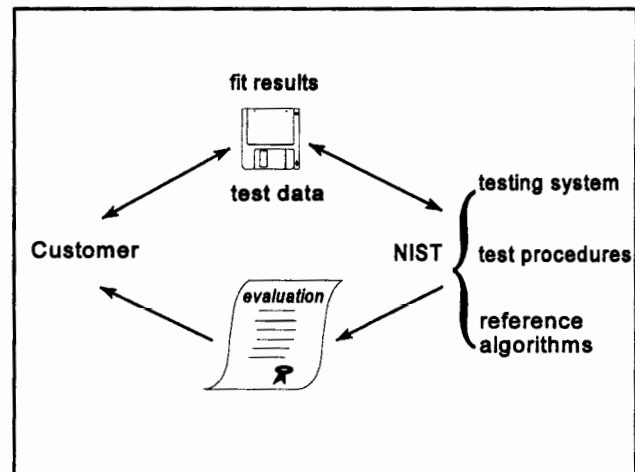 fit results
test data
testing system
Customer
NIST
test procedures
evaluation
reference
algorithms